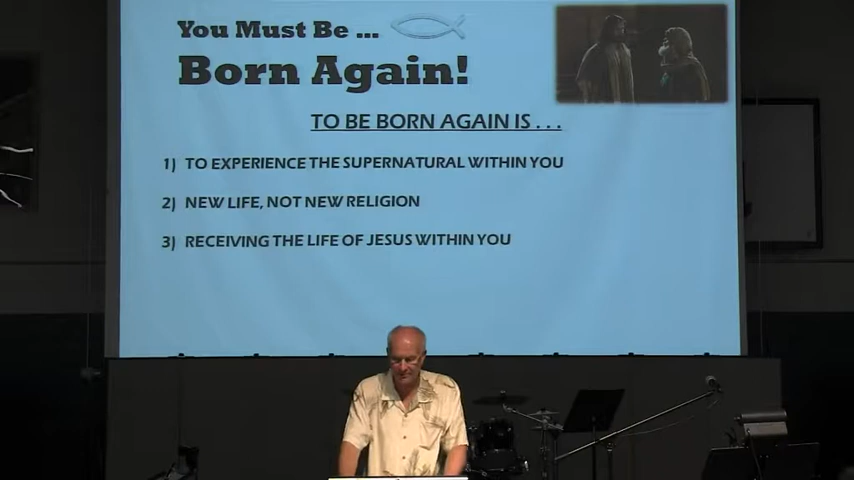 You Must Be ...
Born Again!
TO BE BORN AGAIN IS . . .
1) TO EXPERIENCE THE SUPERNATURAL WITHIN YOU
2) NEW LIFE, NOT NEW RELIGION
3) RECEIVING THE LIFE OF JESUS WITHIN YOU